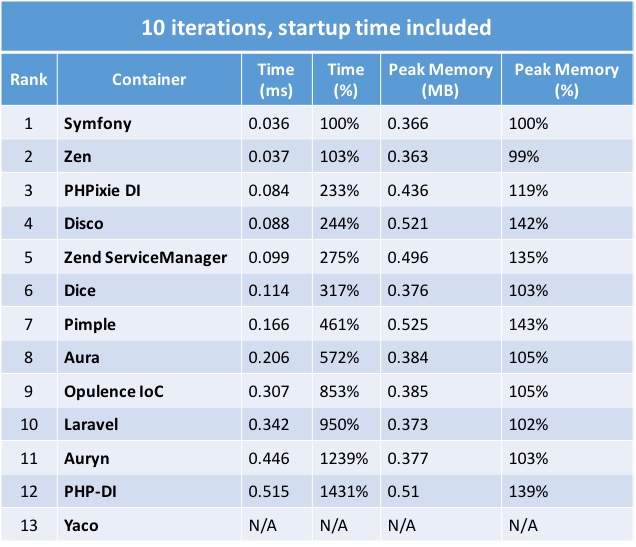 10 iterations, startup time included
Rank Container Time (ms) Time (%) Peak Memory (MB) Peak Memory (%)
1 Symfony 0.036 100% 0.366 100%
2 Zen 0.037 103% 0.363 99%
3 PHPixie DI 0.084 233% 0.436 119%
4 Disco 0.088 244% 0.521 142%
5 Zend ServiceManager 0.099 275% 0.496 135%
6 Dice 0.114 317% 0.376 103%
7 Pimple 0.166 461% 0.525 143%
8 Aura 0.206 572% 0.384 105%
9 Opulence IoC 0.307 853% 0.385 105%
10 Laravel 0.342 950% 0.373 102%
11 Auryn 0.446 1239% 0.377 103%
12 PHP-DI 0.515 1431% 0.51 139%
13 Yaco N/A N/A N/A N/A